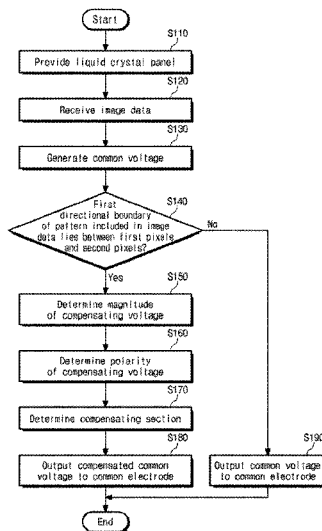 Start
S110
Provide liquid crystal panel
S120
Receive image data
S130
Generate common voltage
S140
First
directional boundary
of pattern included in image
data lies between first pixels
and second pixels?
No
Yes
S150
Determine magnitude
of compensating voltage
S160
Determine polarity
of compensating voltage
S170
Determine compensating section
S180
Output compensated common
voltage to common electrode
S190
Output common voltage
to common electrode
End